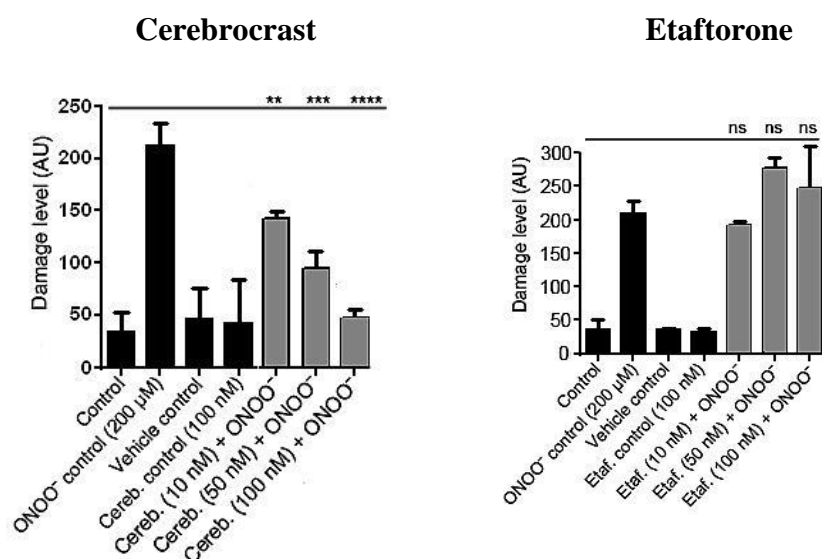 Cerebrocrast
Etaftorone
** *** ****
250
200
150
100
50
0
Damage level (AU)
Control
ONOO⁻ control (200 µM)
Vehicle control
Cereb. control (100 nM)
Cereb. (10 nM) + ONOO⁻
Cereb. (50 nM) + ONOO⁻
Cereb. (100 nM) + ONOO⁻
ns ns ns
300
250
200
150
100
50
0
Damage level (AU)
Control
ONOO⁻ control (200 µM)
Vehicle control
Etaf. control (100 nM)
Etaf. (10 nM) + ONOO⁻
Etaf. (50 nM) + ONOO⁻
Etaf. (100 nM) + ONOO⁻